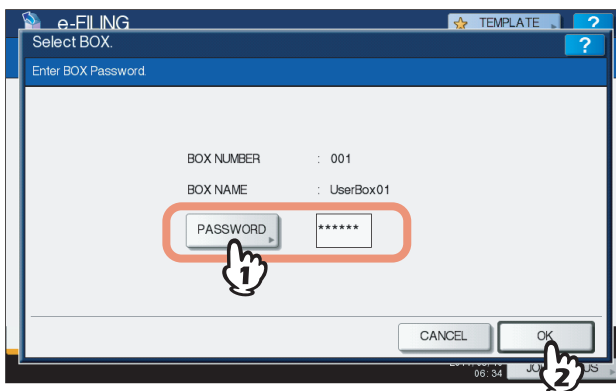 e-FILING
TEMPLATE
?
Select BOX.
?
Enter BOX Password.
BOX NUMBER : 001
BOX NAME : UserBox01
PASSWORD ******
1
CANCEL
OK
2
06:34